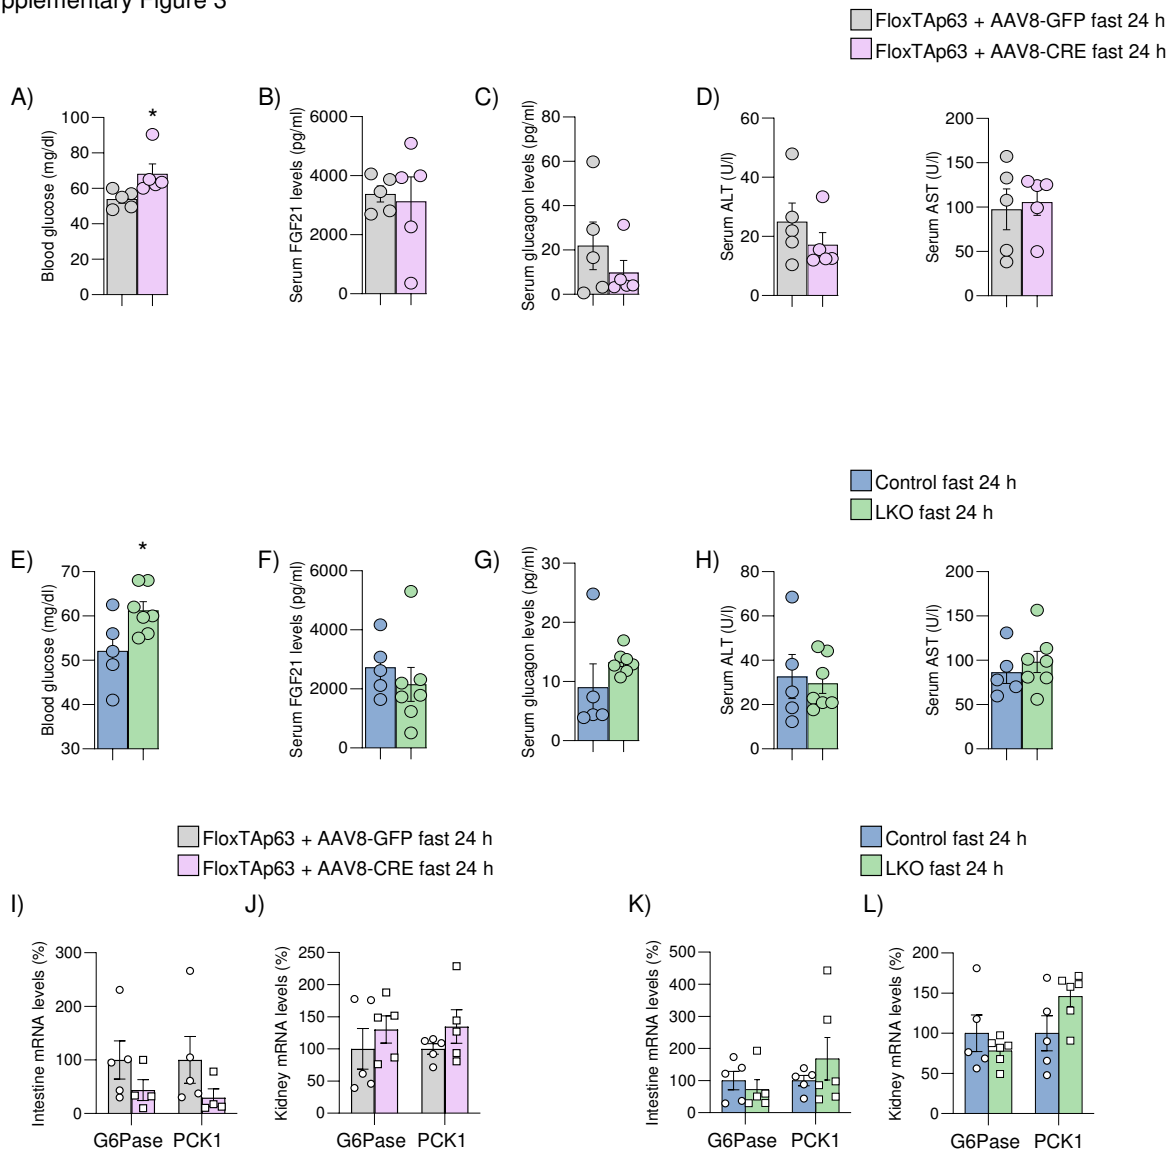 pplementary Figure 3
FloxTAp63 + AAV8-GFP fast 24 h
FloxTAp63 + AAV8-CRE fast 24 h
A)
B)
C)
D)
Blood glucose (mg/dl)
100
80
60
40
20
0
*
Serum FGF21 levels (pg/ml)
6000
4000
2000
0
Serum glucagon levels (pg/ml)
80
60
40
20
0
Serum ALT (U/l)
60
40
20
0
Serum AST (U/l)
200
150
100
50
0
Control fast 24 h
LKO fast 24 h
E)
F)
G)
H)
Blood glucose (mg/dl)
70
60
50
40
30
*
Serum FGF21 levels (pg/ml)
6000
4000
2000
0
Serum glucagon levels (pg/ml)
30
20
10
0
Serum ALT (U/l)
80
60
40
20
0
Serum AST (U/l)
200
150
100
50
0
FloxTAp63 + AAV8-GFP fast 24 h
FloxTAp63 + AAV8-CRE fast 24 h
Control fast 24 h
LKO fast 24 h
I)
J)
K)
L)
Intestine mRNA levels (%)
300
200
100
0
G6Pase PCK1
Kidney mRNA levels (%)
250
200
150
100
50
0
G6Pase PCK1
Intestine mRNA levels (%)
500
400
300
200
100
0
G6Pase PCK1
Kidney mRNA levels (%)
200
150
100
50
0
G6Pase PCK1